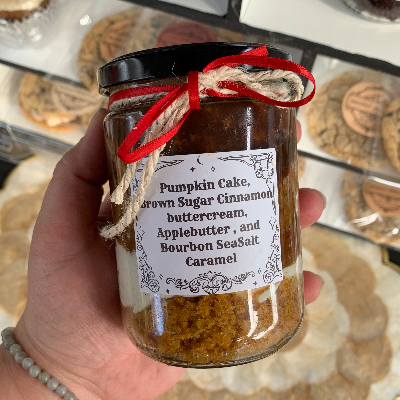 Pumpkin Cake,
Brown Sugar Cinnamon
buttercream,
Applebutter , and
Bourbon SeaSalt
Caramel